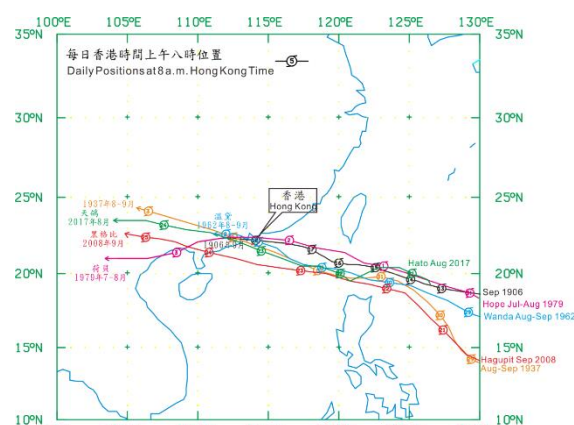 100°E 105°E 110°E 115°E 120°E 125°E 130°E
35°N 35°N
每日香港時間上午八時位置
Daily Positions at 8 a.m. Hong Kong Time
30°N 30°N
25°N 25°N
1937年8-9月
天鴿
2017年8月
溫黛
1962年8-9月
香港
Hong Kong
黑格比
2008年9月
1906年9月
荷貝
1979年7-8月
20°N
Hato Aug 2017
Sep 1906
Hope Jul-Aug 1979
Wanda Aug-Sep 1962
15°N 15°N
Hagupit Sep 2008
Aug-Sep 1937
10°N 10°N